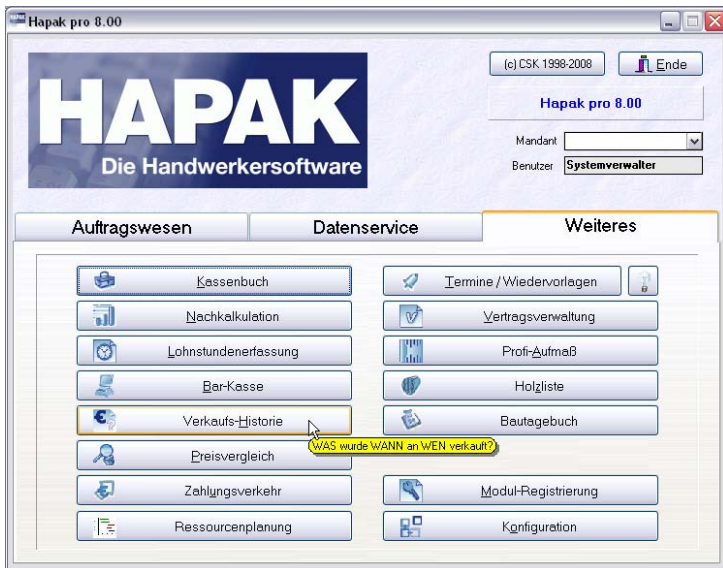 Hapak pro 8.00
(c) CSK 1998-2008
Ende
HAPAK
Die Handwerkersoftware
Hapak pro 8.00
Mandant
Benutzer Systemverwalter
Auftragswesen Datenservice Weiteres
Kassenbuch Termine / Wiedervorlagen
Nachkalkulation Vertragsverwaltung
Lohnstundenerfassung Profi-Aufmaß
Bar-Kasse Holzliste
Verkaufs-Historie Bautagebuch
WAS wurde WANN an WEN verkauft?
Preisvergleich
Zahlungsverkehr Modul-Registrierung
Ressourcenplanung Konfiguration